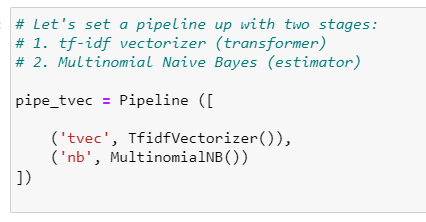 # Let's set a pipeline up with two stages:
# 1. tf-idf vectorizer (transformer)
# 2. Multinomial Naive Bayes (estimator)
pipe_tvec = Pipeline ([
('tvec', TfidfVectorizer()),
('nb', MultinomialNB())
])